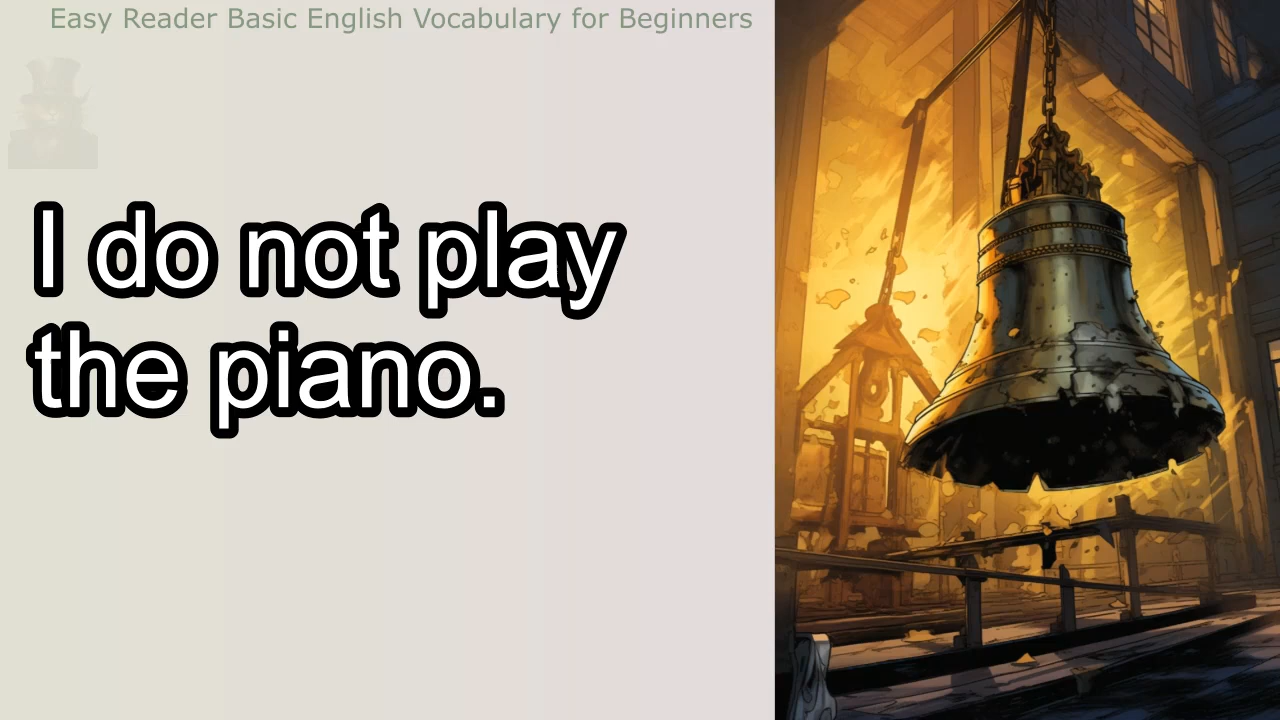 Easy Reader Basic English Vocabulary for Beginners
I do not play
the piano.